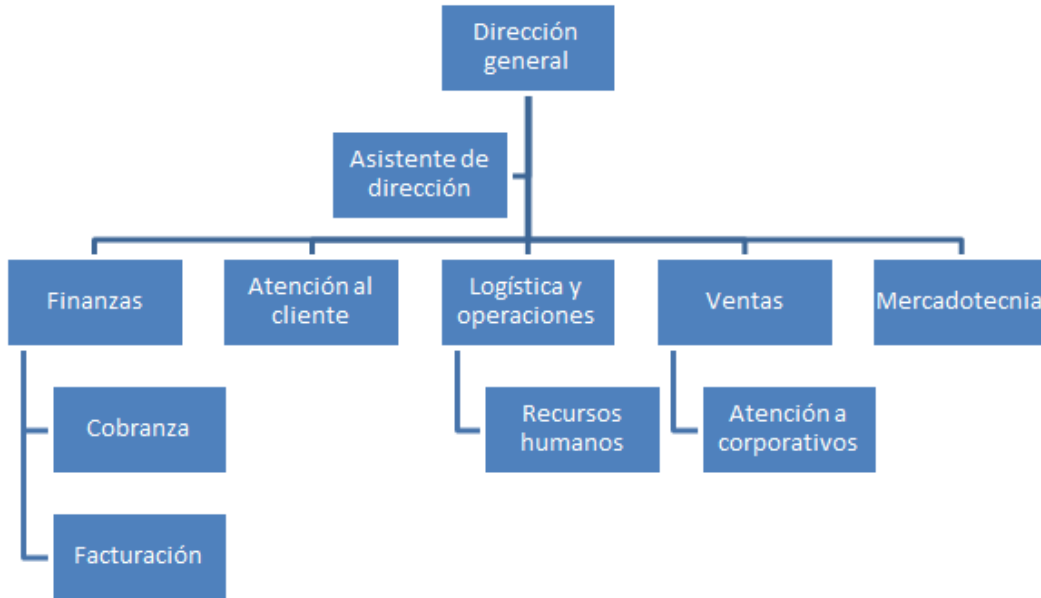 Dirección
general
Asistente de
dirección
Finanzas
Atención al
cliente
Logística y
operaciones
Ventas
Mercadotecnia
Cobranza
Recursos
humanos
Atención a
corporativos
Facturación